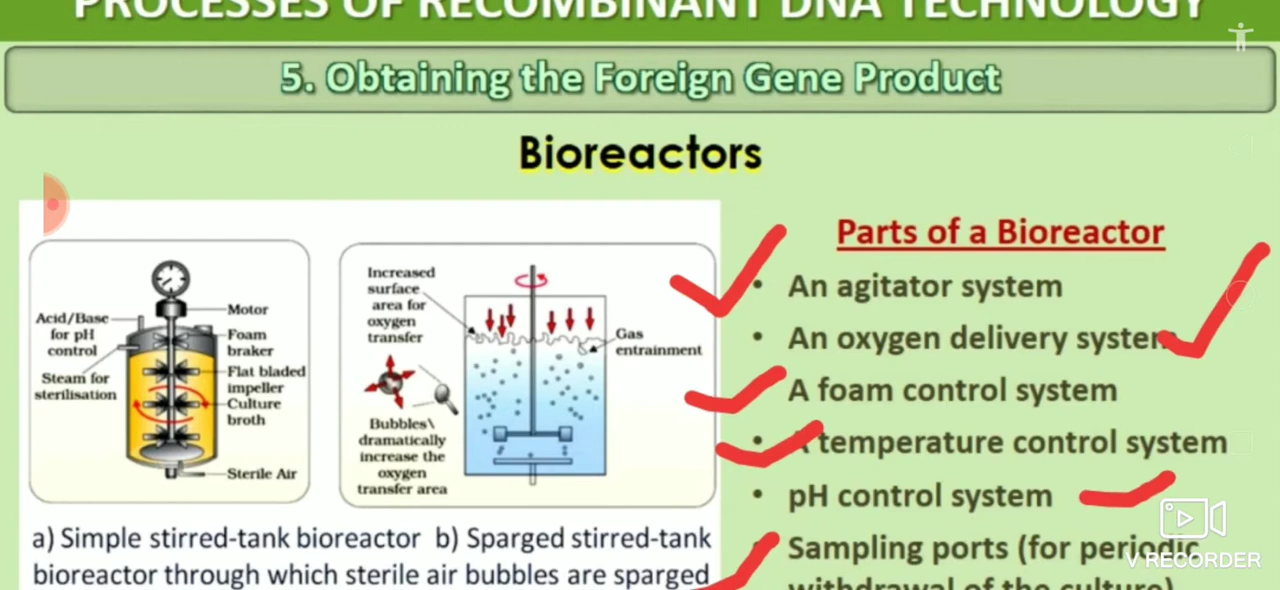 PROCESSES OF RECOMBINANT DNA TECHNOLOGY
5. Obtaining the Foreign Gene Product
Bioreactors
Acid/Base
for pH
control
Steam for
sterilisation
Motor
Foam
braker
Flat bladed
impeller
Culture
broth
Sterile Air
Increased
surface
area for
oxygen
transfer
Bubbles\
dramatically
increase the
oxygen
transfer area
Gas
entrainment
a) Simple stirred-tank bioreactor b) Sparged stirred-tank
bioreactor through which sterile air bubbles are sparged
Parts of a Bioreactor
• An agitator system
• An oxygen delivery system
A foam control system
• A temperature control system
• pH control system
Sampling ports (for periodic
withdrawal of the culture)
V RECORDER